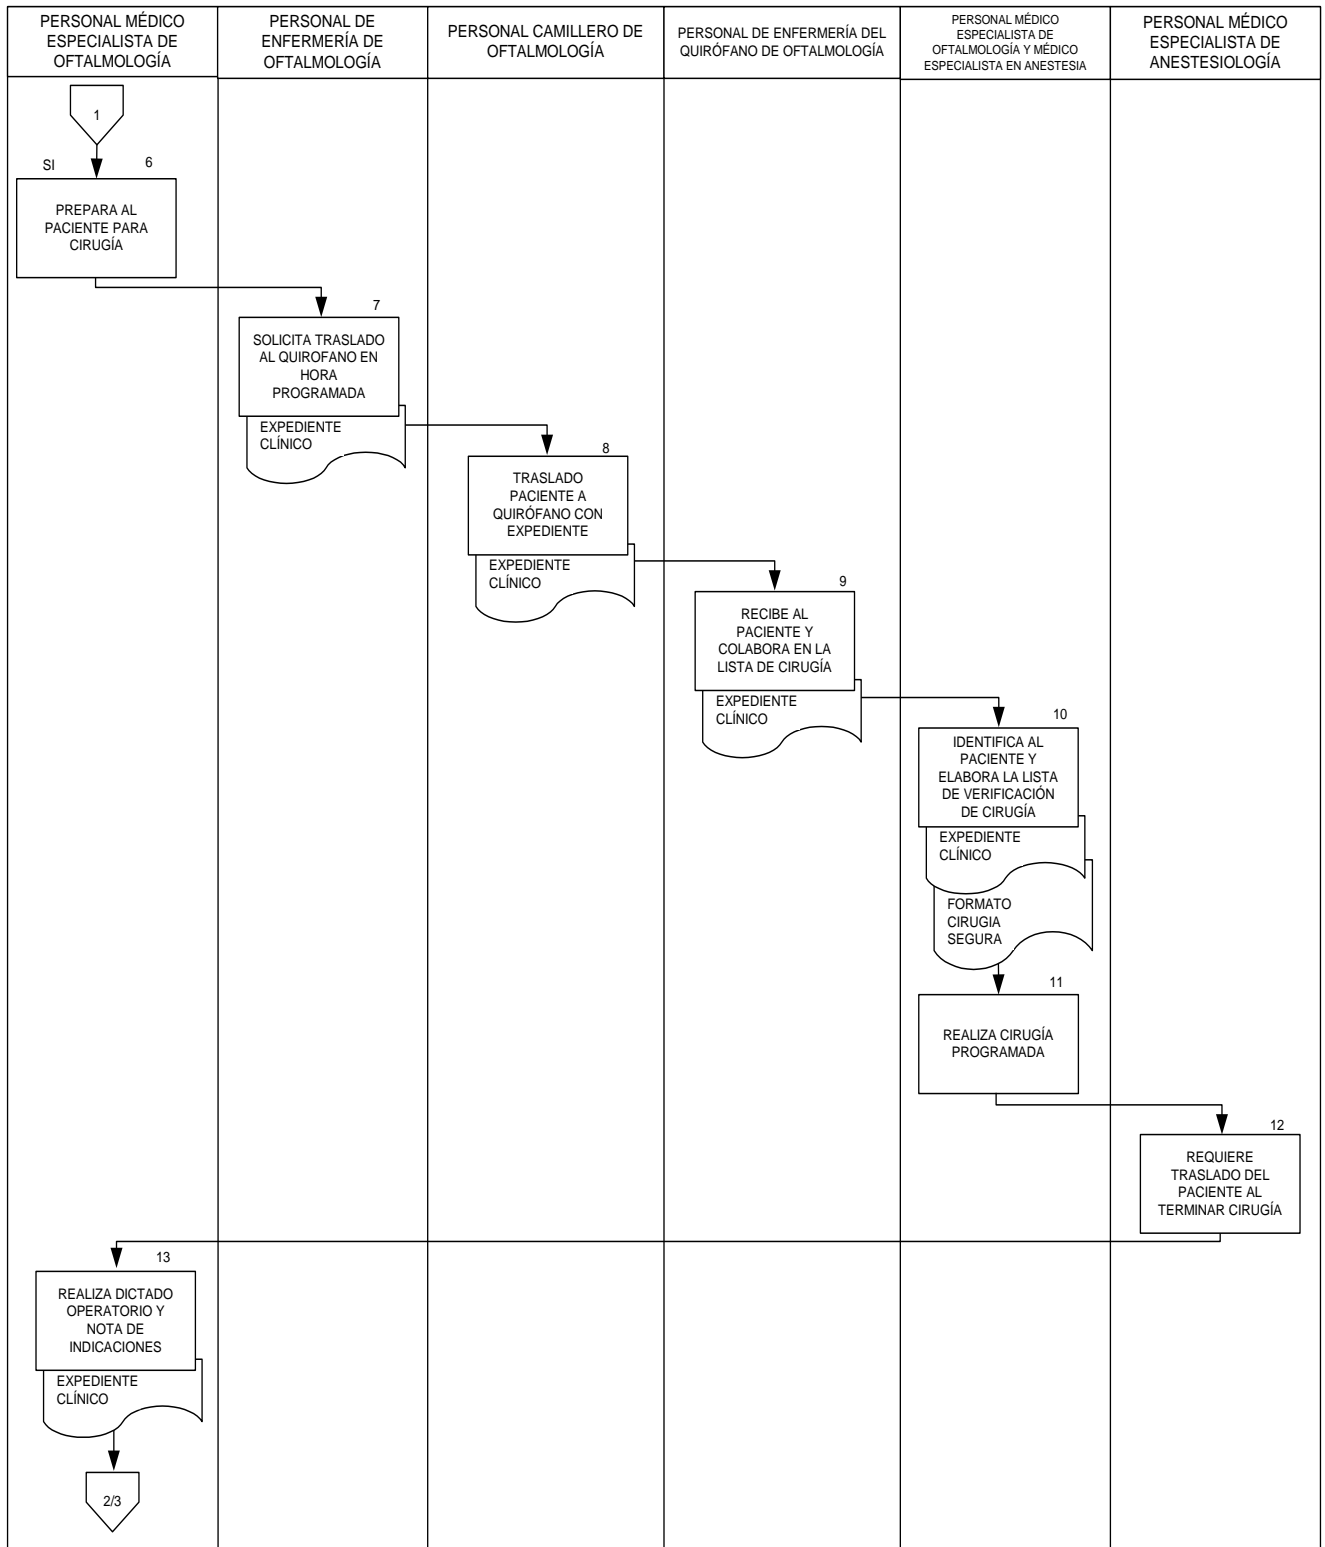 PERSONAL MÉDICO
ESPECIALISTA DE
OFTALMOLOGÍA
PERSONAL DE
ENFERMERÍA DE
OFTALMOLOGÍA
PERSONAL CAMILLERO DE
OFTALMOLOGÍA
PERSONAL DE ENFERMERÍA DEL
QUIRÓFANO DE OFTALMOLOGÍA
PERSONAL MÉDICO
ESPECIALISTA DE
OFTALMOLOGÍA Y MÉDICO
ESPECIALISTA EN ANESTESIA
PERSONAL MÉDICO
ESPECIALISTA DE
ANESTESIOLOGÍA
1
SI
6
PREPARA AL
PACIENTE PARA
CIRUGÍA
7
SOLICITA TRASLADO
AL QUIROFANO EN
HORA
PROGRAMADA
EXPEDIENTE
CLÍNICO
8
TRASLADO
PACIENTE A
QUIRÓFANO CON
EXPEDIENTE
EXPEDIENTE
CLÍNICO
9
RECIBE AL
PACIENTE Y
COLABORA EN LA
LISTA DE CIRUGÍA
EXPEDIENTE
CLÍNICO
10
IDENTIFICA AL
PACIENTE Y
ELABORA LA LISTA
DE VERIFICACIÓN
DE CIRUGÍA
EXPEDIENTE
CLÍNICO
FORMATO
CIRUGIA
SEGURA
11
REALIZA CIRUGÍA
PROGRAMADA
12
REQUIERE
TRASLADO DEL
PACIENTE AL
TERMINAR CIRUGÍA
13
REALIZA DICTADO
OPERATORIO Y
NOTA DE
INDICACIONES
EXPEDIENTE
CLÍNICO
2/3